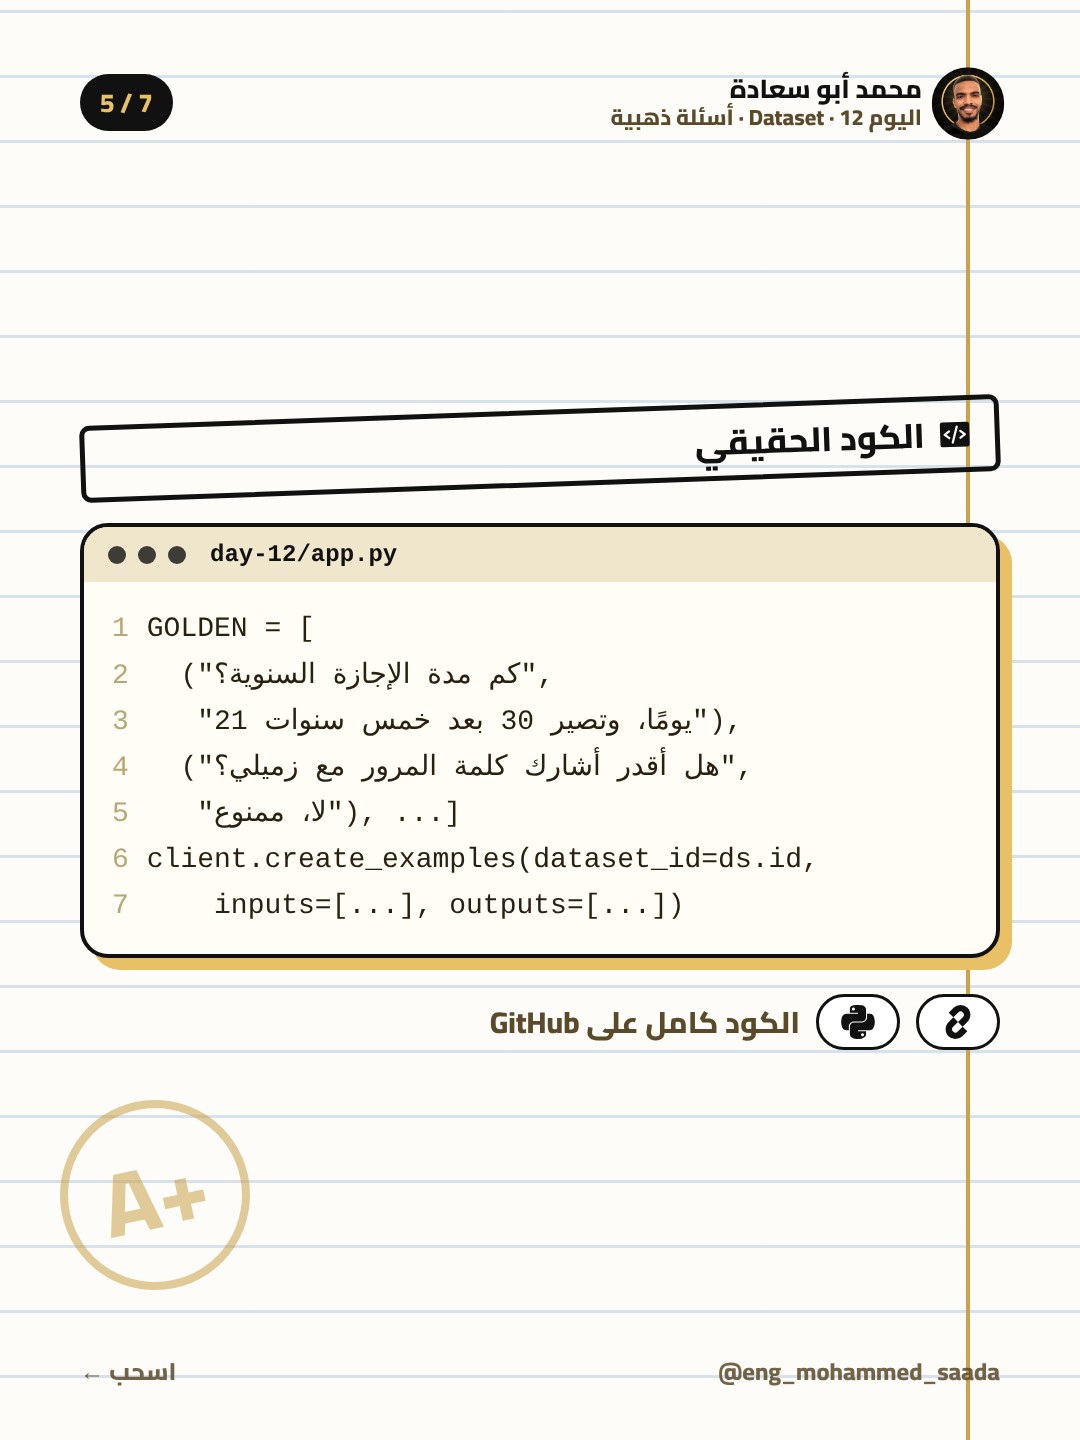 محمد أبو سعادة
اليوم 12 · Dataset · أسئلة ذهبية
5 / 7
الكود الحقيقي
day-12/app.py
1 GOLDEN = [
2 ("كم مدة الإجازة السنوية؟",
3 "21 يومًا، وتصير 30 بعد خمس سنوات"),
4 ("هل أقدر أشارك كلمة المرور مع زميلي؟",
5 "لا، ممنوع"), ...]
6 client.create_examples(dataset_id=ds.id,
7 inputs=[...], outputs=[...])
الكود كامل على GitHub
A+
@eng_mohammed_saada
اسحب ←